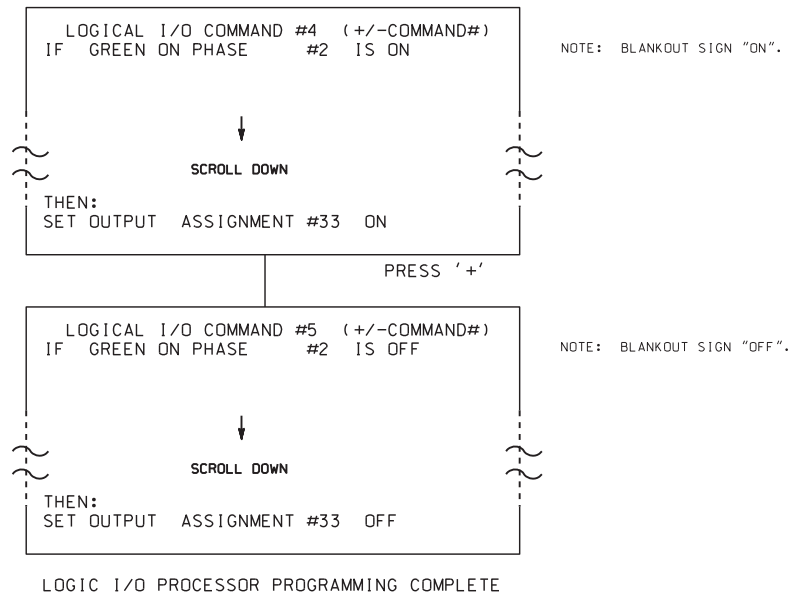 LOGICAL I/O COMMAND #4 (+/-COMMAND#)
IF GREEN ON PHASE #2 IS ON
NOTE: BLANKOUT SIGN "ON".
SCROLL DOWN
THEN:
SET OUTPUT ASSIGNMENT #33 ON
PRESS '+'
LOGICAL I/O COMMAND #5 (+/-COMMAND#)
IF GREEN ON PHASE #2 IS OFF
NOTE: BLANKOUT SIGN "OFF".
SCROLL DOWN
THEN:
SET OUTPUT ASSIGNMENT #33 OFF
LOGIC I/O PROCESSOR PROGRAMMING COMPLETE